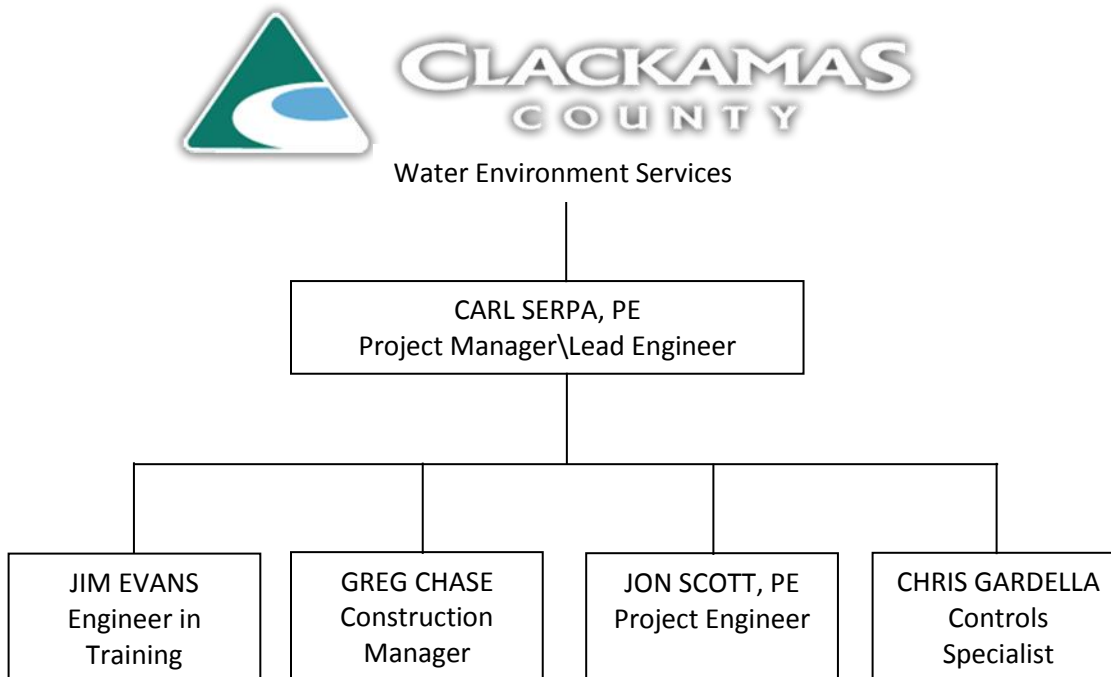 CLACKAMAS
COUNTY
Water Environment Services
CARL SERPA, PE
Project Manager\Lead Engineer
JIM EVANS
Engineer in
Training
GREG CHASE
Construction
Manager
JON SCOTT, PE
Project Engineer
CHRIS GARDELLA
Controls
Specialist